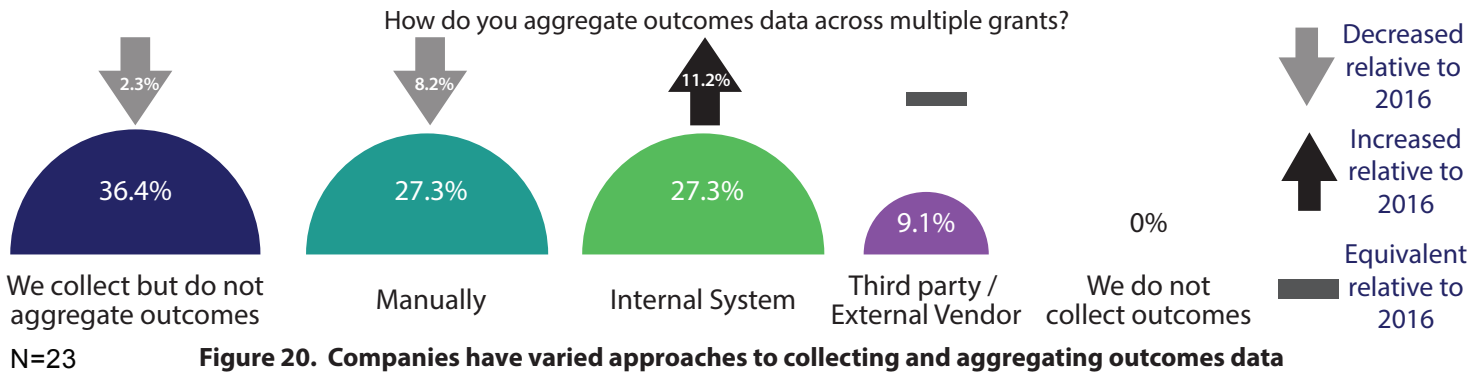 How do you aggregate outcomes data across multiple grants?
2.3%
8.2%
11.2%
36.4%
27.3%
27.3%
9.1%
0%
We collect but do not
aggregate outcomes
Manually
Internal System
Third party /
External Vendor
We do not
collect outcomes
Decreased
relative to
2016
Increased
relative to
2016
Equivalent
relative to
2016
N=23
Figure 20. Companies have varied approaches to collecting and aggregating outcomes data